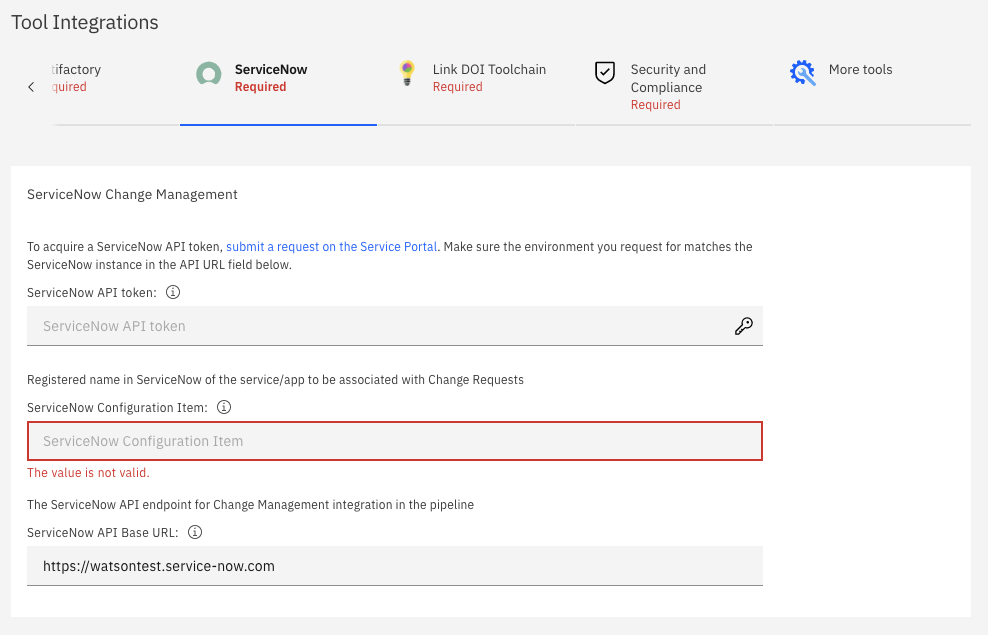 Tool Integrations
tifactory
quired
ServiceNow
Required
Link DOI Toolchain
Required
Security and
Compliance
Required
More tools
ServiceNow Change Management
To acquire a ServiceNow API token, submit a request on the Service Portal. Make sure the environment you request for matches the
ServiceNow instance in the API URL field below.
ServiceNow API token:
ServiceNow API token
Registered name in ServiceNow of the service/app to be associated with Change Requests
ServiceNow Configuration Item:
ServiceNow Configuration Item
The value is not valid.
The ServiceNow API endpoint for Change Management integration in the pipeline
ServiceNow API Base URL:
https://watsontest.service-now.com